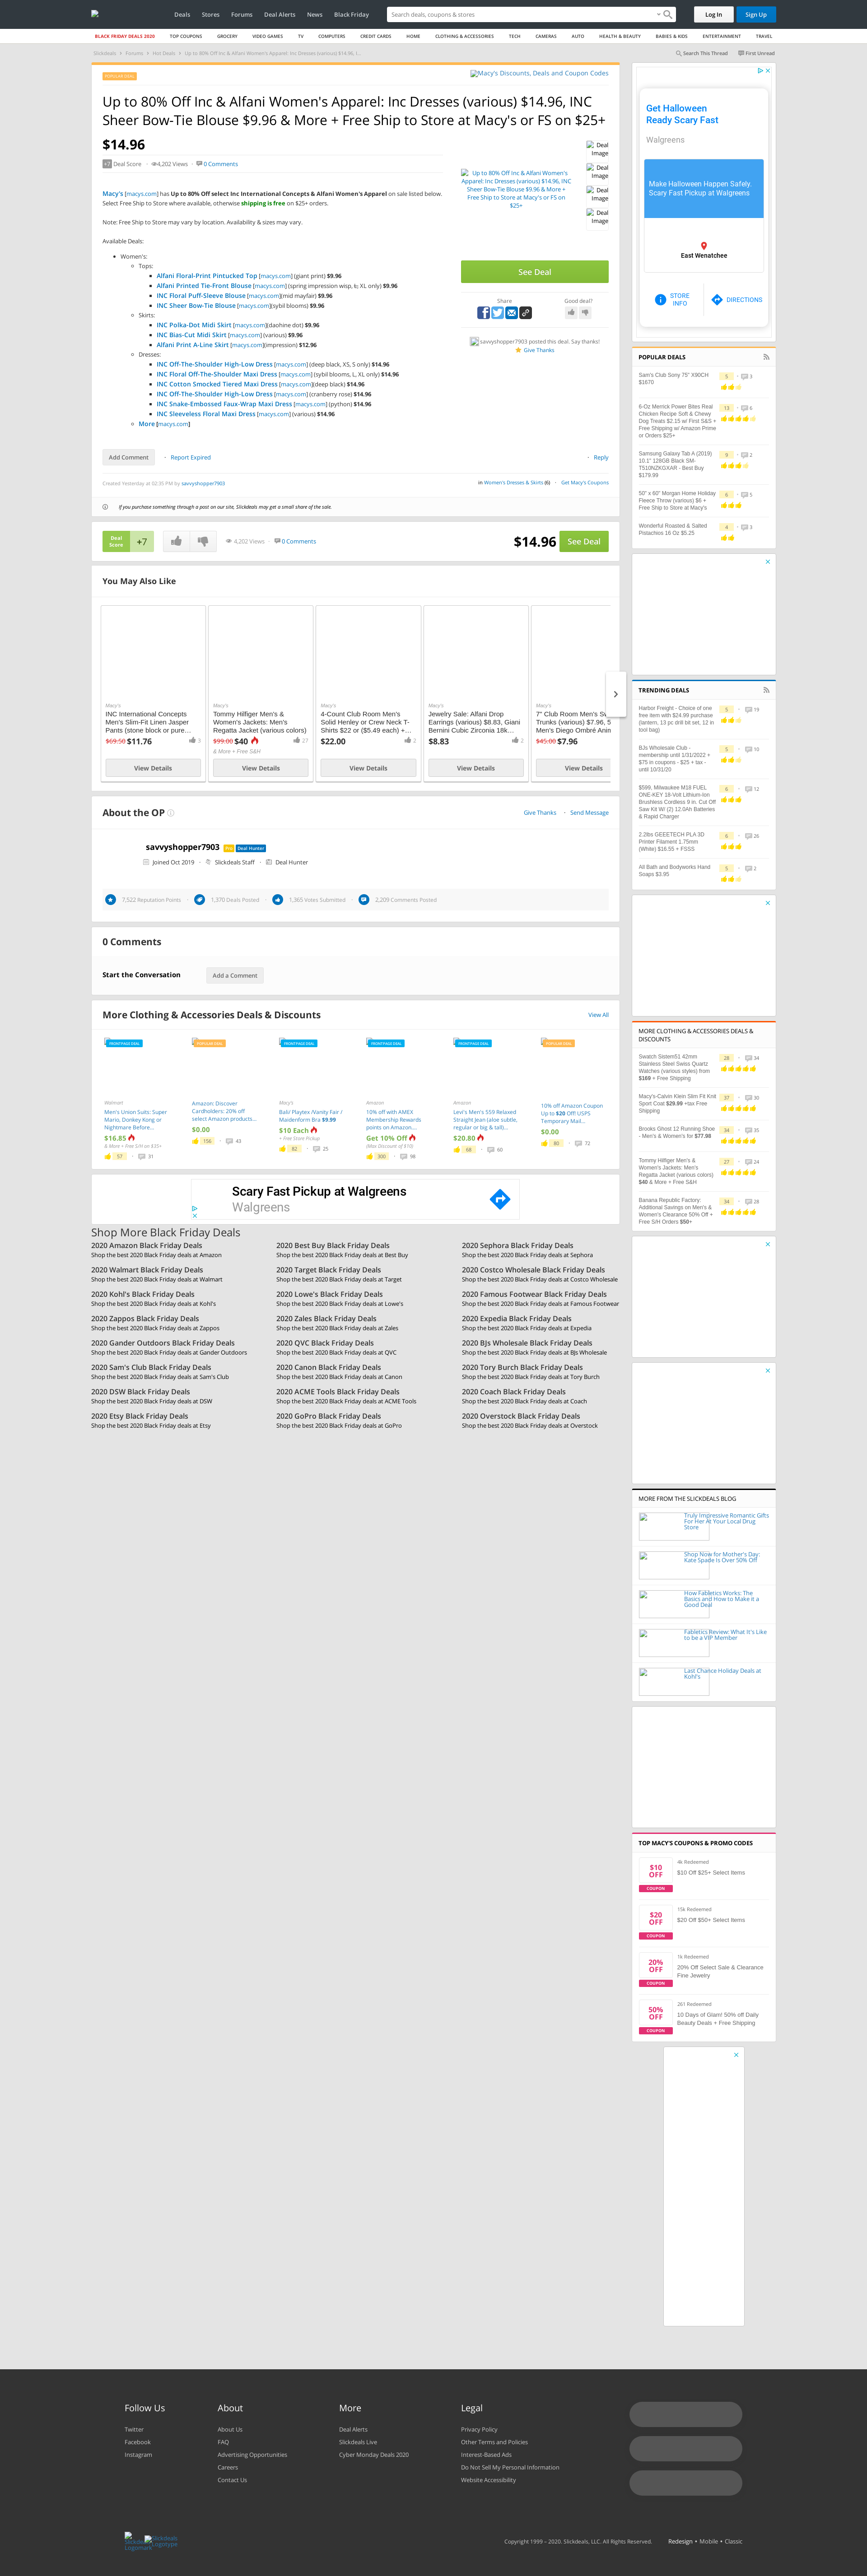 Deals Stores Forums Deal Alerts News Black Friday
Search deals, coupons & stores
Log In
Sign Up
BLACK FRIDAY DEALS 2020 TOP COUPONS GROCERY VIDEO GAMES TV COMPUTERS CREDIT CARDS HOME CLOTHING & ACCESSORIES TECH CAMERAS AUTO HEALTH & BEAUTY BABIES & KIDS ENTERTAINMENT TRAVEL
Slickdeals Forums Hot Deals Up to 80% Off Inc & Alfani Women's Apparel: Inc Dresses (various) $14.96, I...
Search This Thread First Unread
POPULAR DEAL
Macy's Discounts, Deals and Coupon Codes
Up to 80% Off Inc & Alfani Women's Apparel: Inc Dresses (various) $14.96, INC
Sheer Bow-Tie Blouse $9.96 & More + Free Ship to Store at Macy's or FS on $25+
$14.96
+7 Deal Score 4,202 Views 0 Comments
Macy's [macys.com] has Up to 80% Off select Inc International Concepts & Alfani Women's Apparel on sale listed below.
Select Free Ship to Store where available, otherwise shipping is free on $25+ orders.
Note: Free Ship to Store may vary by location. Availability & sizes may vary.
Available Deals:
Women's:
Tops:
Alfani Floral-Print Pintucked Top [macys.com] (giant print) $9.96
Alfani Printed Tie-Front Blouse [macys.com] (spring impression wisp, b; XL only) $9.96
INC Floral Puff-Sleeve Blouse [macys.com](mid mayfair) $9.96
INC Sheer Bow-Tie Blouse [macys.com](sybil blooms) $9.96
Skirts:
INC Polka-Dot Midi Skirt [macys.com](dachine dot) $9.96
INC Bias-Cut Midi Skirt [macys.com] (various) $9.96
Alfani Print A-Line Skirt [macys.com](impression) $12.96
Dresses:
INC Off-The-Shoulder High-Low Dress [macys.com] (deep black, XS, S only) $14.96
INC Floral Off-The-Shoulder Maxi Dress [macys.com] (sybil blooms, L, XL only) $14.96
INC Cotton Smocked Tiered Maxi Dress [macys.com](deep black) $14.96
INC Off-The-Shoulder High-Low Dress [macys.com] (cranberry rose) $14.96
INC Snake-Embossed Faux-Wrap Maxi Dress [macys.com] (python) $14.96
INC Sleeveless Floral Maxi Dress [macys.com] (various) $14.96
More [macys.com]
Up to 80% Off Inc & Alfani Women's
Apparel: Inc Dresses (various) $14.96, INC
Sheer Bow-Tie Blouse $9.96 & More +
Free Ship to Store at Macy's or FS on
$25+
Deal
Image
Deal
Image
Deal
Image
Deal
Image
See Deal
Share Good deal?
savvyshopper7903 posted this deal. Say thanks!
Give Thanks
Add Comment Report Expired
Reply
Created Yesterday at 02:35 PM by savvyshopper7903
in Women's Dresses & Skirts (6) Get Macy's Coupons
If you purchase something through a post on our site, Slickdeals may get a small share of the sale.
Deal
Score
+7
4,202 Views 0 Comments
$14.96 See Deal
You May Also Like
Macy's
INC International Concepts
Men's Slim-Fit Linen Jasper
Pants (stone block or pure...
$69.50 $11.76 3
View Details
Macy's
Tommy Hilfiger Men's &
Women's Jackets: Men's
Regatta Jacket (various colors)
$99.00 $40 27
& More + Free S&H
View Details
Macy's
4-Count Club Room Men's
Solid Henley or Crew Neck T-
Shirts $22 or ($5.49 each) +...
$22.00 2
View Details
Macy's
Jewelry Sale: Alfani Drop
Earrings (various) $8.83, Giani
Bernini Cubic Zirconia 18k...
$8.83 2
View Details
Macy's
7" Club Room Men's Sw
Trunks (various) $7.96, 5
Men's Diego Ombré Anin
$45.00 $7.96
View Details
About the OP
Give Thanks Send Message
savvyshopper7903 Pro Deal Hunter
Joined Oct 2019 Slickdeals Staff Deal Hunter
7,522 Reputation Points 1,370 Deals Posted 1,365 Votes Submitted 2,209 Comments Posted
0 Comments
Start the Conversation
Add a Comment
More Clothing & Accessories Deals & Discounts
View All
FRONTPAGE DEAL
Walmart
Men's Union Suits: Super
Mario, Donkey Kong or
Nightmare Before...
$16.85
& More + Free S/H on $35+
57 31
POPULAR DEAL
Amazon: Discover
Cardholders: 20% off
select Amazon products...
$0.00
156 43
FRONTPAGE DEAL
Macy's
Bali/ Playtex /Vanity Fair /
Maidenform Bra $9.99
$10 Each
+ Free Store Pickup
82 25
FRONTPAGE DEAL
Amazon
10% off with AMEX
Membership Rewards
points on Amazon....
Get 10% Off
(Max Discount of $15)
300 98
FRONTPAGE DEAL
Amazon
Levi's Men's 559 Relaxed
Straight Jean (aloe subtle,
regular or big & tall)...
$20.80
68 60
POPULAR DEAL
10% off Amazon Coupon
Up to $20 Off! USPS
Temporary Mail...
$0.00
80 72
Scary Fast Pickup at Walgreens
Walgreens
Shop More Black Friday Deals
2020 Amazon Black Friday Deals
Shop the best 2020 Black Friday deals at Amazon
2020 Best Buy Black Friday Deals
Shop the best 2020 Black Friday deals at Best Buy
2020 Sephora Black Friday Deals
Shop the best 2020 Black Friday deals at Sephora
2020 Walmart Black Friday Deals
Shop the best 2020 Black Friday deals at Walmart
2020 Target Black Friday Deals
Shop the best 2020 Black Friday deals at Target
2020 Costco Wholesale Black Friday Deals
Shop the best 2020 Black Friday deals at Costco Wholesale
2020 Kohl's Black Friday Deals
Shop the best 2020 Black Friday deals at Kohl's
2020 Lowe's Black Friday Deals
Shop the best 2020 Black Friday deals at Lowe's
2020 Famous Footwear Black Friday Deals
Shop the best 2020 Black Friday deals at Famous Footwear
2020 Zappos Black Friday Deals
Shop the best 2020 Black Friday deals at Zappos
2020 Zales Black Friday Deals
Shop the best 2020 Black Friday deals at Zales
2020 Expedia Black Friday Deals
Shop the best 2020 Black Friday deals at Expedia
2020 Gander Outdoors Black Friday Deals
Shop the best 2020 Black Friday deals at Gander Outdoors
2020 QVC Black Friday Deals
Shop the best 2020 Black Friday deals at QVC
2020 BJs Wholesale Black Friday Deals
Shop the best 2020 Black Friday deals at BJs Wholesale
2020 Sam's Club Black Friday Deals
Shop the best 2020 Black Friday deals at Sam's Club
2020 Canon Black Friday Deals
Shop the best 2020 Black Friday deals at Canon
2020 Tory Burch Black Friday Deals
Shop the best 2020 Black Friday deals at Tory Burch
2020 DSW Black Friday Deals
Shop the best 2020 Black Friday deals at DSW
2020 ACME Tools Black Friday Deals
Shop the best 2020 Black Friday deals at ACME Tools
2020 Coach Black Friday Deals
Shop the best 2020 Black Friday deals at Coach
2020 Etsy Black Friday Deals
Shop the best 2020 Black Friday deals at Etsy
2020 GoPro Black Friday Deals
Shop the best 2020 Black Friday deals at GoPro
2020 Overstock Black Friday Deals
Shop the best 2020 Black Friday deals at Overstock
Get Halloween
Ready Scary Fast
Walgreens
Make Halloween Happen Safely.
Scary Fast Pickup at Walgreens
East Wenatchee
STORE
INFO
DIRECTIONS
POPULAR DEALS
Sam's Club Sony 75" X90CH
$1670
5 3
6-Oz Merrick Power Bites Real
Chicken Recipe Soft & Chewy
Dog Treats $2.15 w/ First S&S +
Free Shipping w/ Amazon Prime
or Orders $25+
13 6
Samsung Galaxy Tab A (2019)
10.1" 128GB Black SM-
T510NZKGXAR - Best Buy
$179.99
9 2
50" x 60" Morgan Home Holiday
Fleece Throw (various) $6 +
Free Ship to Store at Macy's
6 5
Wonderful Roasted & Salted
Pistachios 16 Oz $5.25
4 3
TRENDING DEALS
Harbor Freight - Choice of one
free item with $24.99 purchase
(lantern, 13 pc drill bit set, 12 in
tool bag)
5 19
BJs Wholesale Club -
membership until 1/31/2022 +
$75 in coupons - $25 + tax -
until 10/31/20
5 10
$599, Milwaukee M18 FUEL
ONE-KEY 18-Volt Lithium-Ion
Brushless Cordless 9 in. Cut Off
Saw Kit W/ (2) 12.0Ah Batteries
& Rapid Charger
6 12
2.2lbs GEEETECH PLA 3D
Printer Filament 1.75mm
(White) $16.55 + FSSS
6 26
All Bath and Bodyworks Hand
Soaps $3.95
5 2
MORE CLOTHING & ACCESSORIES DEALS &
DISCOUNTS
Swatch Sistem51 42mm
Stainless Steel Swiss Quartz
Watches (various styles) from
$169 + Free Shipping
28 34
Macy's-Calvin Klein Slim Fit Knit
Sport Coat $29.99 +tax Free
Shipping
37 30
Brooks Ghost 12 Running Shoe
- Men's & Women's for $77.98
34 35
Tommy Hilfiger Men's &
Women's Jackets: Men's
Regatta Jacket (various colors)
$40 & More + Free S&H
27 24
Banana Republic Factory:
Additional Savings on Men's &
Women's Clearance 50% Off +
Free S/H Orders $50+
34 26
MORE FROM THE SLICKDEALS BLOG
Truly Impressive Romantic Gifts
For Her At Your Local Drug
Store
Shop Now for Mother's Day:
Kate Spade Is Over 50% Off
How Fabletics Works: The
Basics and How to Make it a
Good Deal
Fabletics Review: What It's Like
to be a VIP Member
Last Chance Holiday Deals at
Kohl's
TOP MACY'S COUPONS & PROMO CODES
$10
OFF
COUPON
4k Redeemed
$10 Off $25+ Select Items
$20
OFF
COUPON
15k Redeemed
$20 Off $50+ Select Items
20%
OFF
COUPON
1k Redeemed
20% Off Select Sale & Clearance
Fine Jewelry
50%
OFF
COUPON
261 Redeemed
10 Days of Glam! 50% off Daily
Beauty Deals + Free Shipping
Follow Us
Twitter
Facebook
Instagram
About
About Us
FAQ
Advertising Opportunities
Careers
Contact Us
More
Deal Alerts
Slickdeals Live
Cyber Monday Deals 2020
Legal
Privacy Policy
Other Terms and Policies
Interest-Based Ads
Do Not Sell My Personal Information
Website Accessibility
Slickdeals
Logotype
Logomark
Copyright 1999 – 2020. Slickdeals, LLC. All Rights Reserved. Redesign • Mobile • Classic